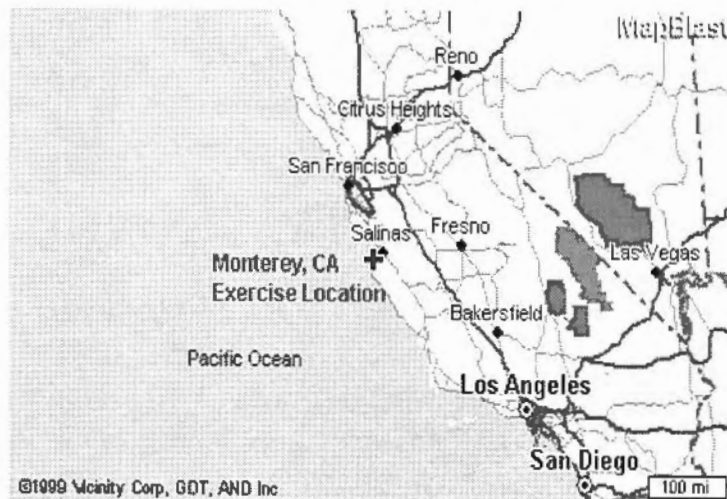 MapBlast
Reno
Citrus Heights
San Francisco
Salinas
Fresno
Monterey, CA
Exercise Location
Las Vegas
Bakersfield
Pacific Ocean
Los Angeles
San Diego
©1999 Vicinity Corp, GDT, AND Inc
100 mi